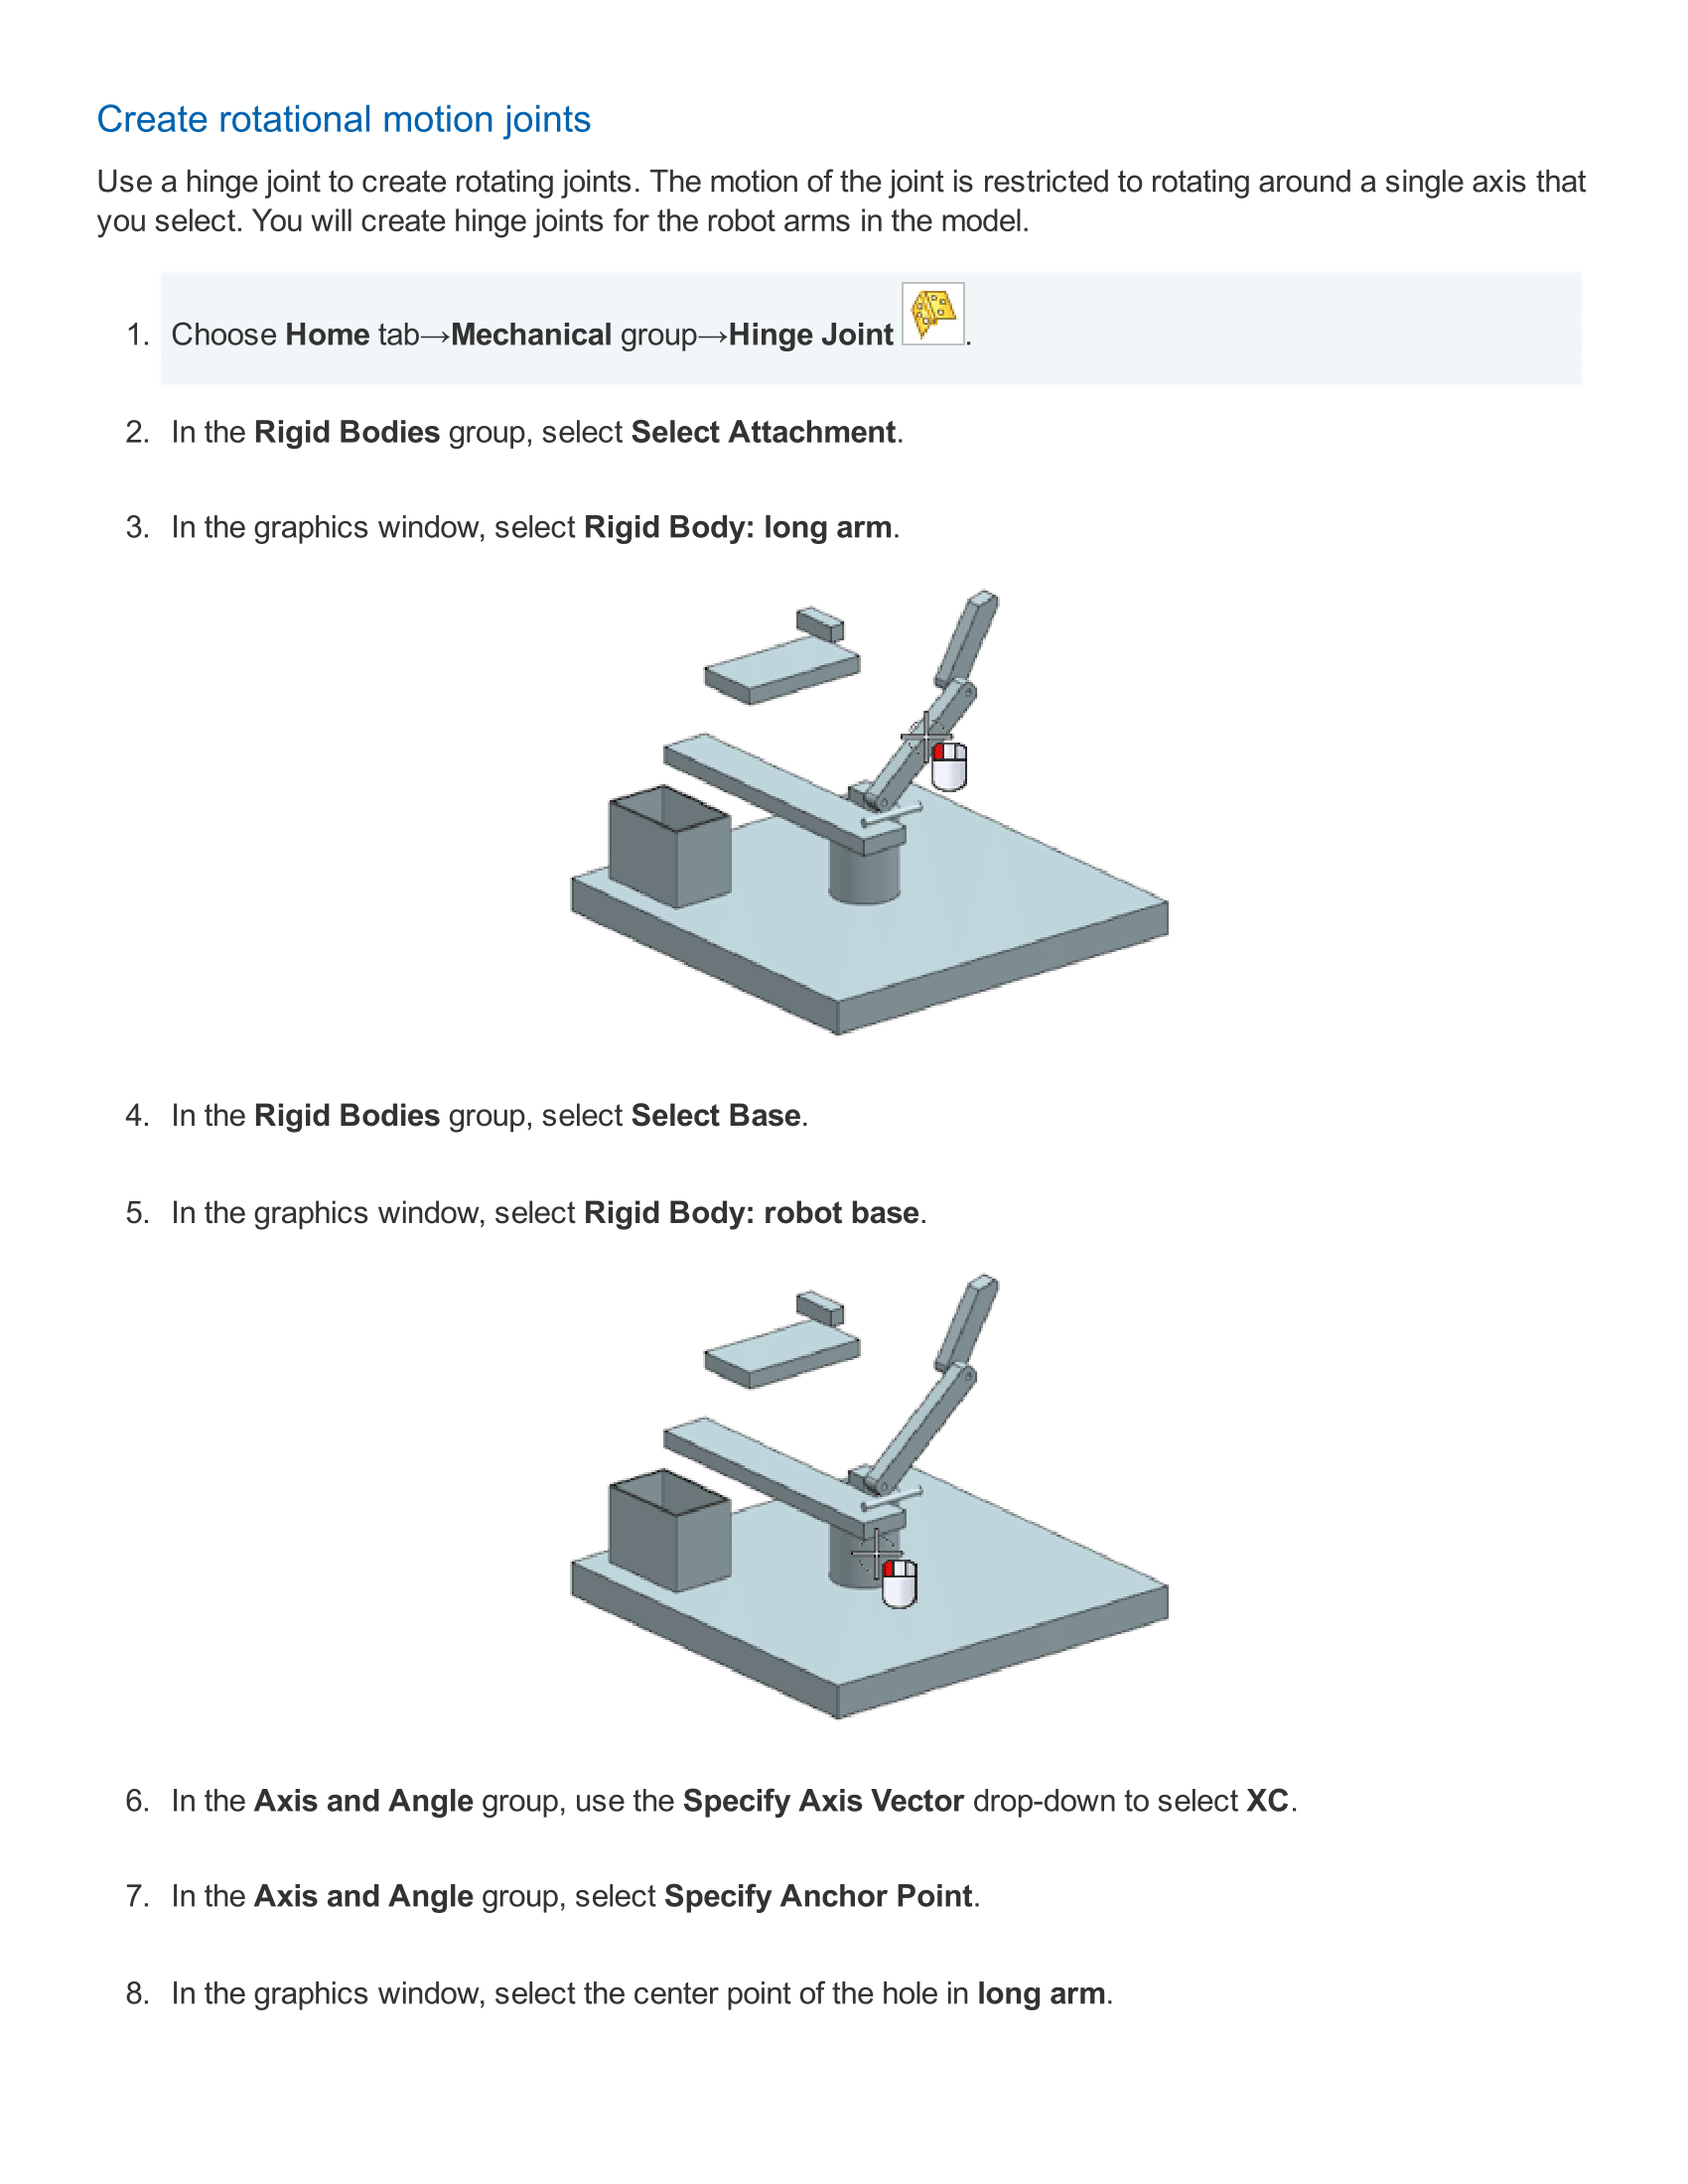 Create rotational motion joints
Use a hinge joint to create rotating joints. The motion of the joint is restricted to rotating around a single axis that
you select. You will create hinge joints for the robot arms in the model.
1. Choose Home tab→Mechanical group→Hinge Joint .
2. In the Rigid Bodies group, select Select Attachment.
3. In the graphics window, select Rigid Body: long arm.
4. In the Rigid Bodies group, select Select Base.
5. In the graphics window, select Rigid Body: robot base.
6. In the Axis and Angle group, use the Specify Axis Vector drop-down to select XC.
7. In the Axis and Angle group, select Specify Anchor Point.
8. In the graphics window, select the center point of the hole in long arm.